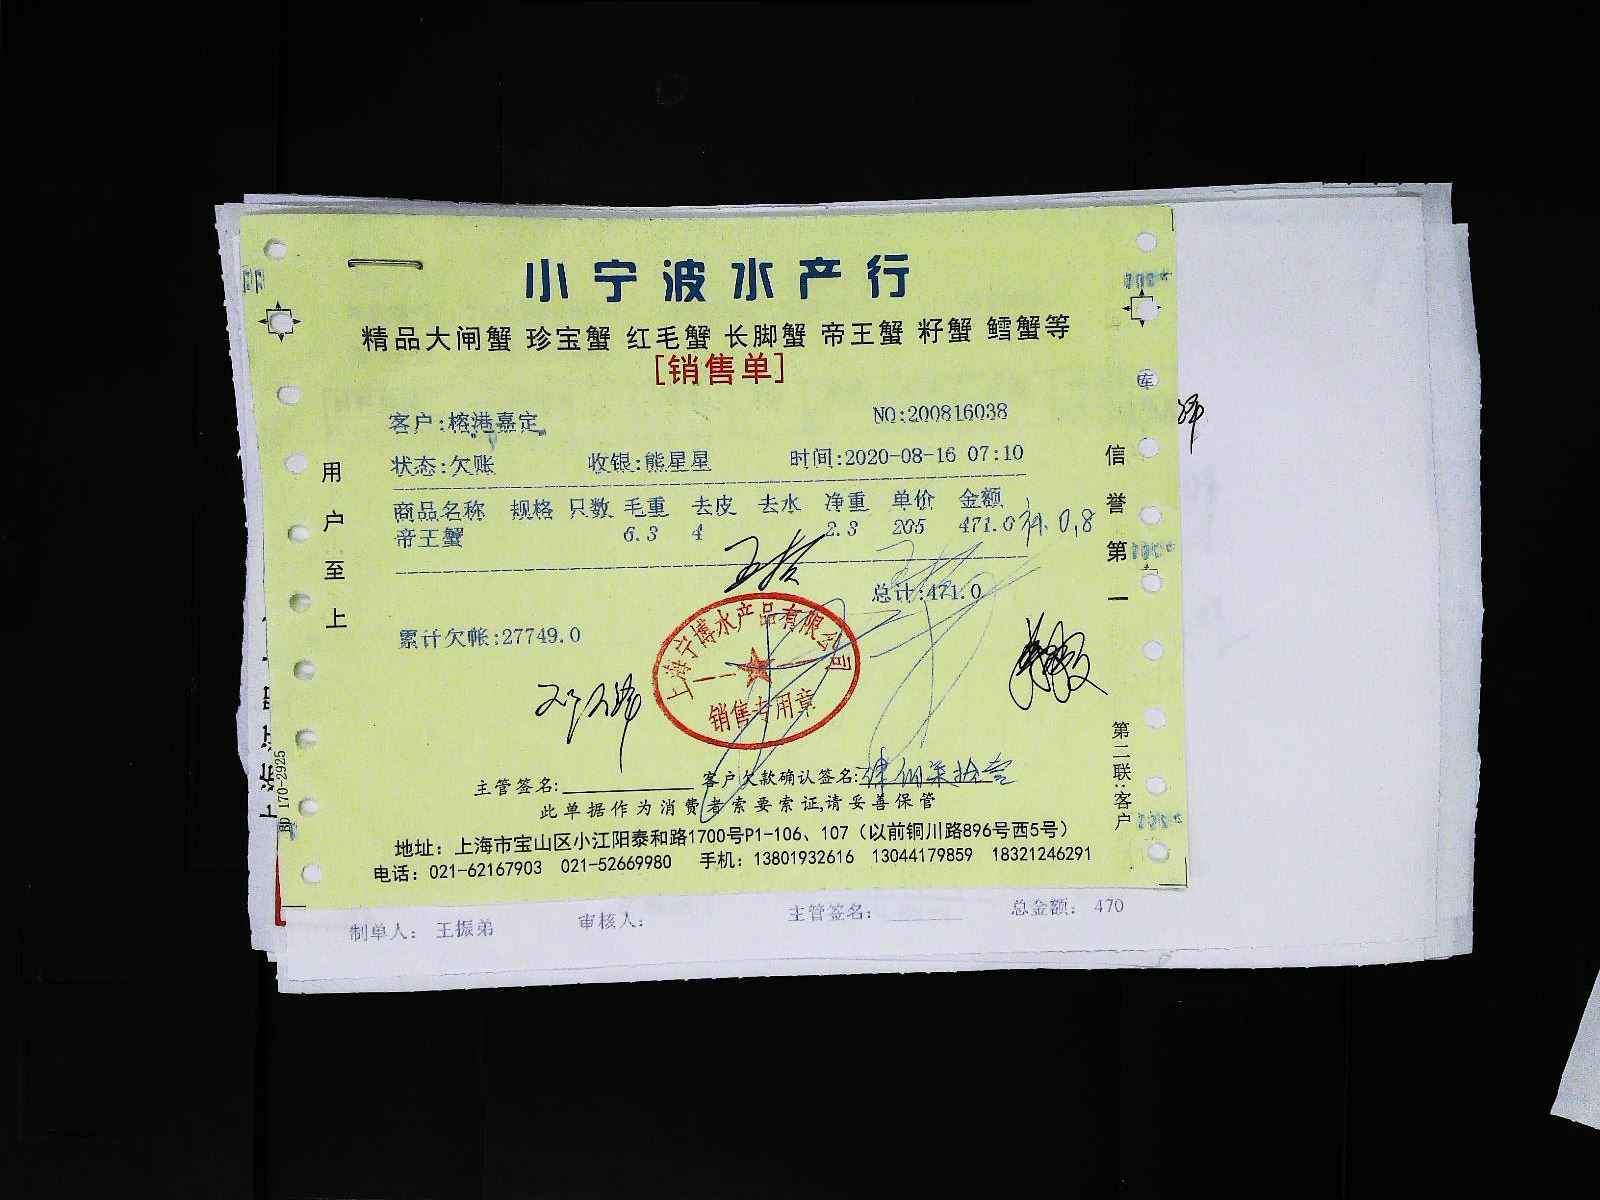 小宁波水产行
精品大闸蟹 珍宝蟹 红毛蟹 长脚蟹 帝王蟹 籽蟹 鳕蟹等
[销售单]
客户:榕港嘉定 NO:200816038
状态:欠账 收银:熊星星 时间:2020-08-16 07:10
商品名称 规格 只数 毛重 去皮 去水 净重 单价 金额
帝王蟹 6.3 4 2.3 205 471.0 补 0,8
总计:471.0
累计欠帐:27749.0
上海宁博水产品有限公司
销售专用章
主管签名: 客户欠款确认签名:
此单据作为消费者索要索证,请妥善保管
地址：上海市宝山区小江阳泰和路1700号P1-106、107（以前铜川路896号西5号）
电话：021-62167903 021-52669980 手机：13801932616 13044179859 18321246291
用户至上
信誉第一
第二联:客户
BD 170-2925
库
制单人： 王振弟 审核人： 主管签名： 总金额： 470